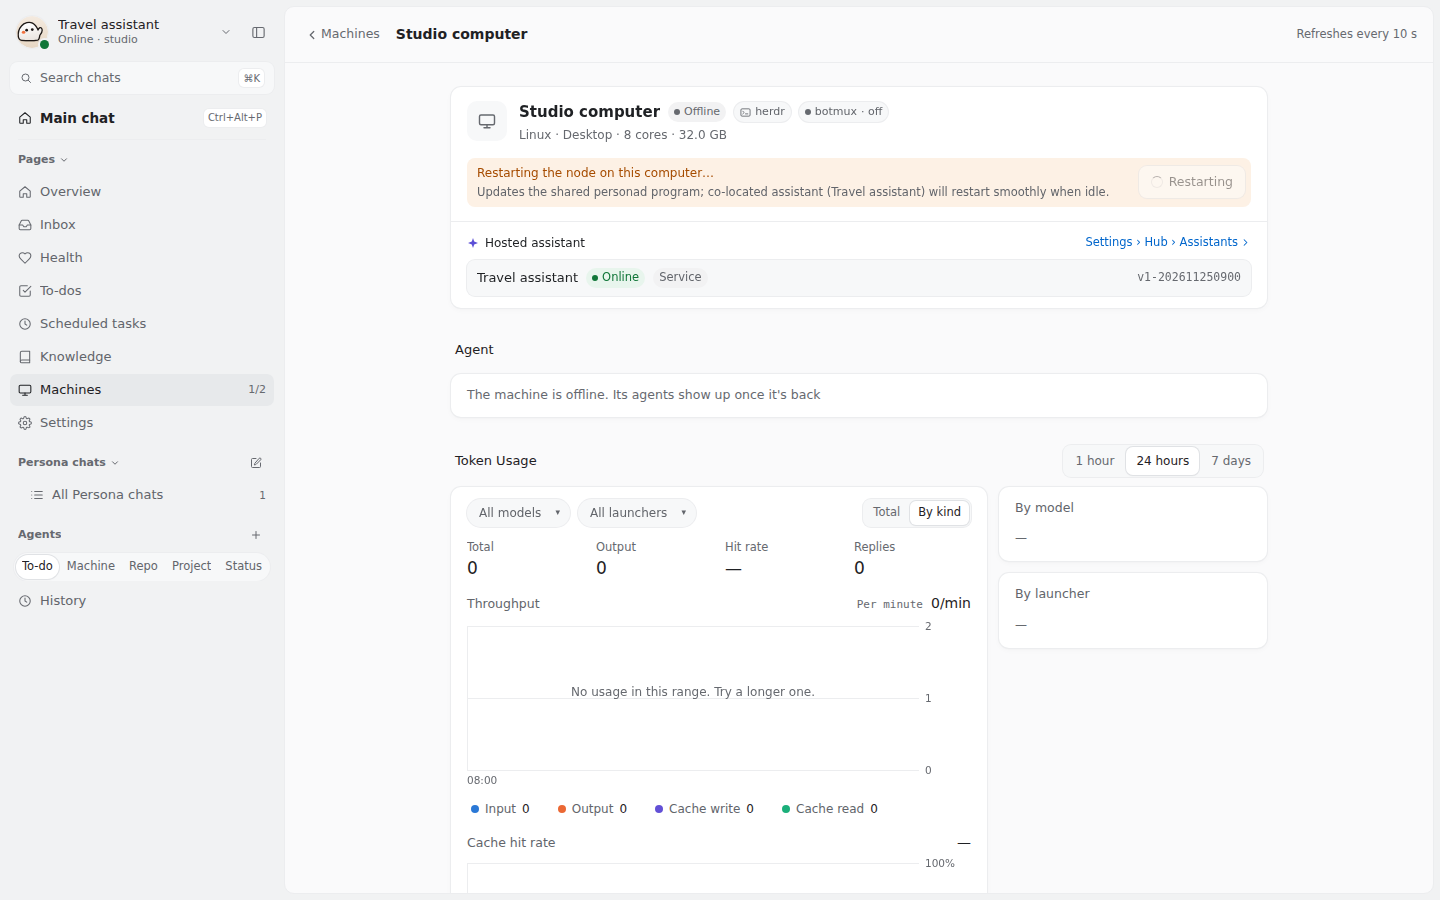 Travel assistant
Online · studio
Search chats
⌘K
Main chat
Ctrl+Alt+P
Pages
Overview
Inbox
Health
To-dos
Scheduled tasks
Knowledge
Machines
1/2
Settings
Persona chats
All Persona chats
1
Agents
To-do
Machine
Repo
Project
Status
History
Machines
Studio computer
Refreshes every 10 s
Studio computer
Offline
herdr
botmux · off
Linux · Desktop · 8 cores · 32.0 GB
Restarting the node on this computer…
Updates the shared personad program; co-located assistant (Travel assistant) will restart smoothly when idle.
Restarting
Hosted assistant
Settings › Hub › Assistants
Travel assistant
Online
Service
v1-202611250900
Agent
The machine is offline. Its agents show up once it's back
Token Usage
1 hour
24 hours
7 days
All models
All launchers
Total
By kind
Total
Output
Hit rate
Replies
0
0
—
0
Throughput
Per minute 0/min
2
No usage in this range. Try a longer one.
1
0
08:00
Input 0
Output 0
Cache write 0
Cache read 0
Cache hit rate
—
100%
By model
—
By launcher
—